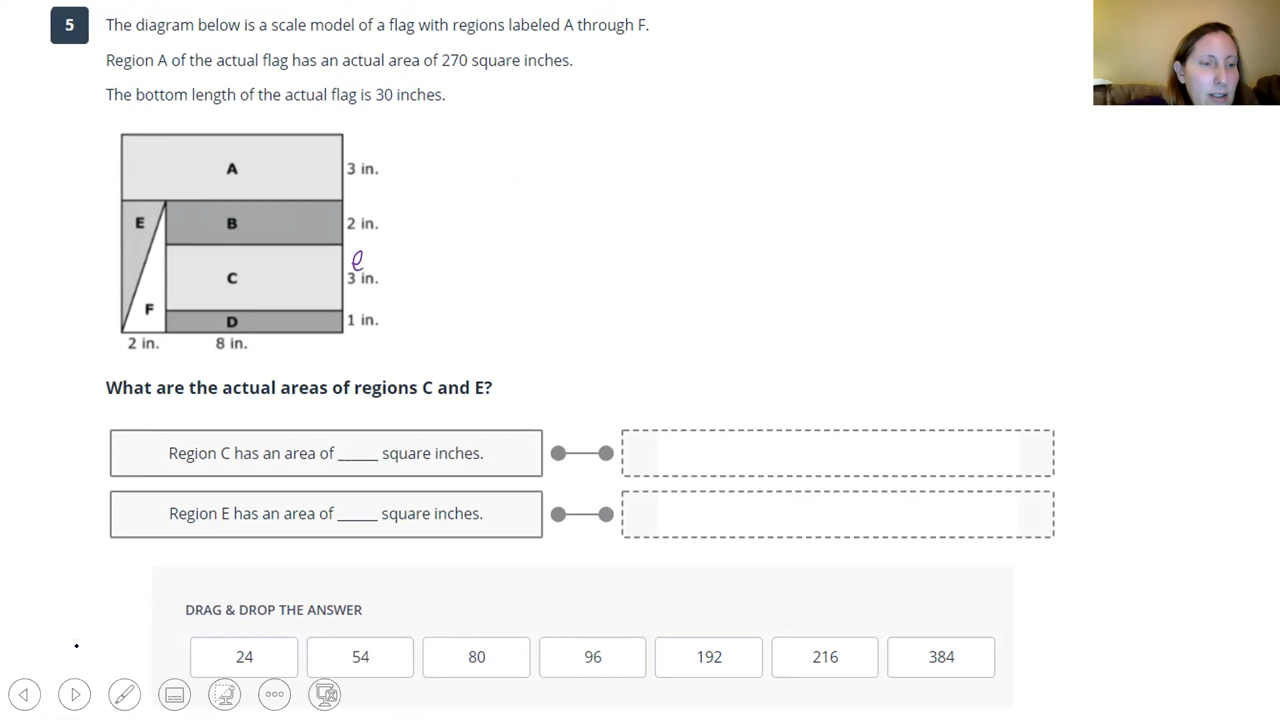 5
The diagram below is a scale model of a flag with regions labeled A through F.
Region A of the actual flag has an actual area of 270 square inches.
The bottom length of the actual flag is 30 inches.
A
3 in.
E
B
2 in.
e
C
3 in.
F
D
1 in.
2 in.
8 in.
What are the actual areas of regions C and E?
Region C has an area of _____ square inches.
Region E has an area of _____ square inches.
DRAG & DROP THE ANSWER
24 54 80 96 192 216 384